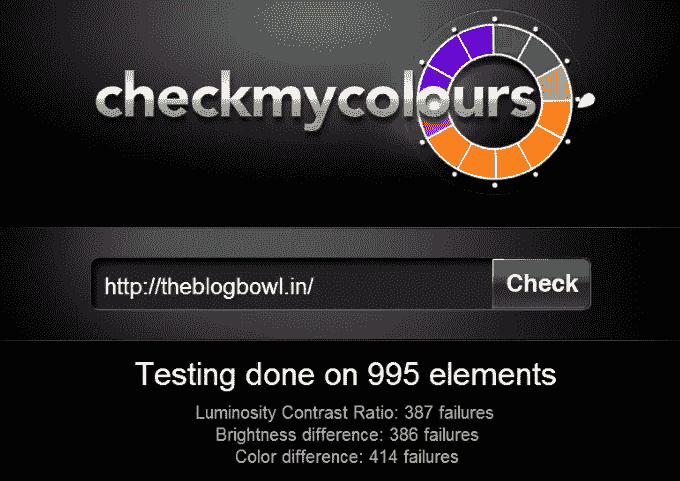 checkmycolours
http://theblogbowl.in/
Check
Testing done on 995 elements
Luminosity Contrast Ratio: 387 failures
Brightness difference: 386 failures
Color difference: 414 failures